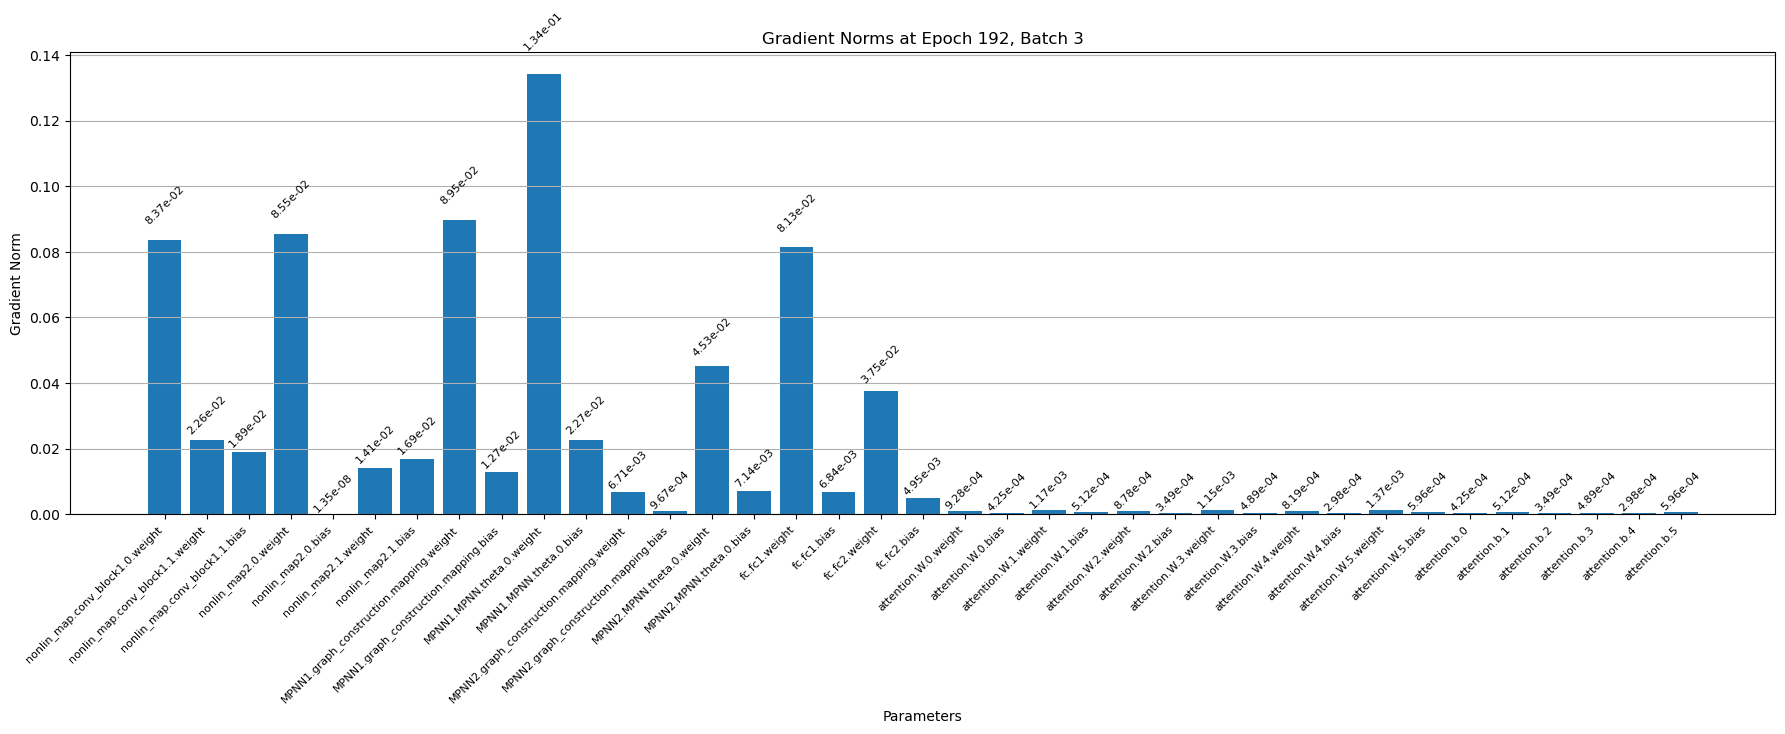 Gradient Norms at Epoch 192, Batch 3
Gradient Norm
0.14
0.12
0.10
0.08
0.06
0.04
0.02
0.00
8.37e-02
2.26e-02
1.89e-02
8.55e-02
1.35e-08
1.41e-02
1.69e-02
8.95e-02
1.27e-02
1.34e-01
2.27e-02
6.71e-03
9.67e-04
4.53e-02
7.14e-03
8.13e-02
6.84e-03
3.75e-02
4.95e-03
9.28e-04
4.25e-04
1.17e-03
5.12e-04
8.78e-04
3.49e-04
1.15e-03
4.89e-04
8.19e-04
2.98e-04
1.37e-03
5.96e-04
4.25e-04
5.12e-04
3.49e-04
4.89e-04
2.98e-04
5.96e-04
nonlin_map.conv_block1.0.weight
nonlin_map.conv_block1.1.weight
nonlin_map.conv_block1.1.bias
nonlin_map2.0.weight
nonlin_map2.0.bias
nonlin_map2.1.weight
nonlin_map2.1.bias
MPNN1.graph_construction.mapping.weight
MPNN1.graph_construction.mapping.bias
MPNN1.MPNN.theta.0.weight
MPNN1.MPNN.theta.0.bias
MPNN2.graph_construction.mapping.weight
MPNN2.graph_construction.mapping.bias
MPNN2.MPNN.theta.0.weight
MPNN2.MPNN.theta.0.bias
fc.fc1.weight
fc.fc1.bias
fc.fc2.weight
fc.fc2.bias
attention.W.0.weight
attention.W.0.bias
attention.W.1.weight
attention.W.1.bias
attention.W.2.weight
attention.W.2.bias
attention.W.3.weight
attention.W.3.bias
attention.W.4.weight
attention.W.4.bias
attention.W.5.weight
attention.W.5.bias
attention.b.0
attention.b.1
attention.b.2
attention.b.3
attention.b.4
attention.b.5
Parameters